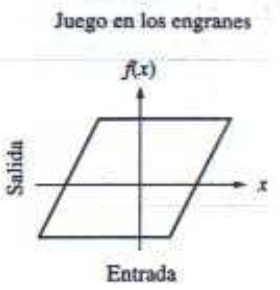 Juego en los engranes
f(x)
Salida
x
Entrada